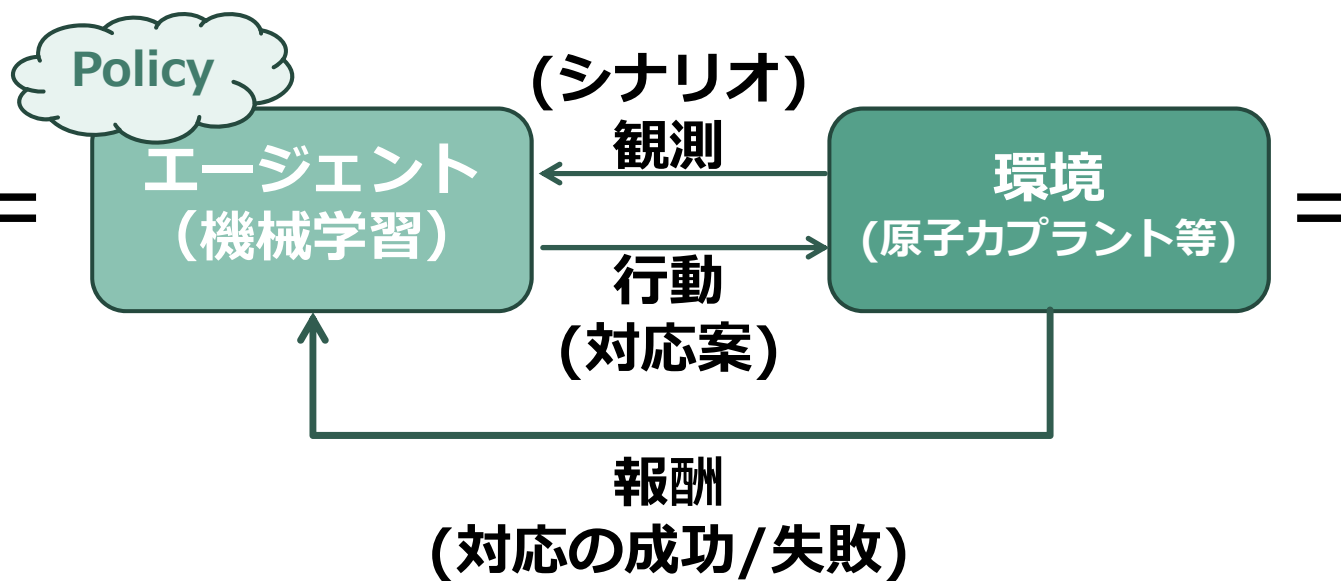 Policy
エージェント
（機械学習）
(シナリオ)
観測
環境
(原子力プラント等)
行動
(対応案)
報酬
(対応の成功/失敗)
=
=